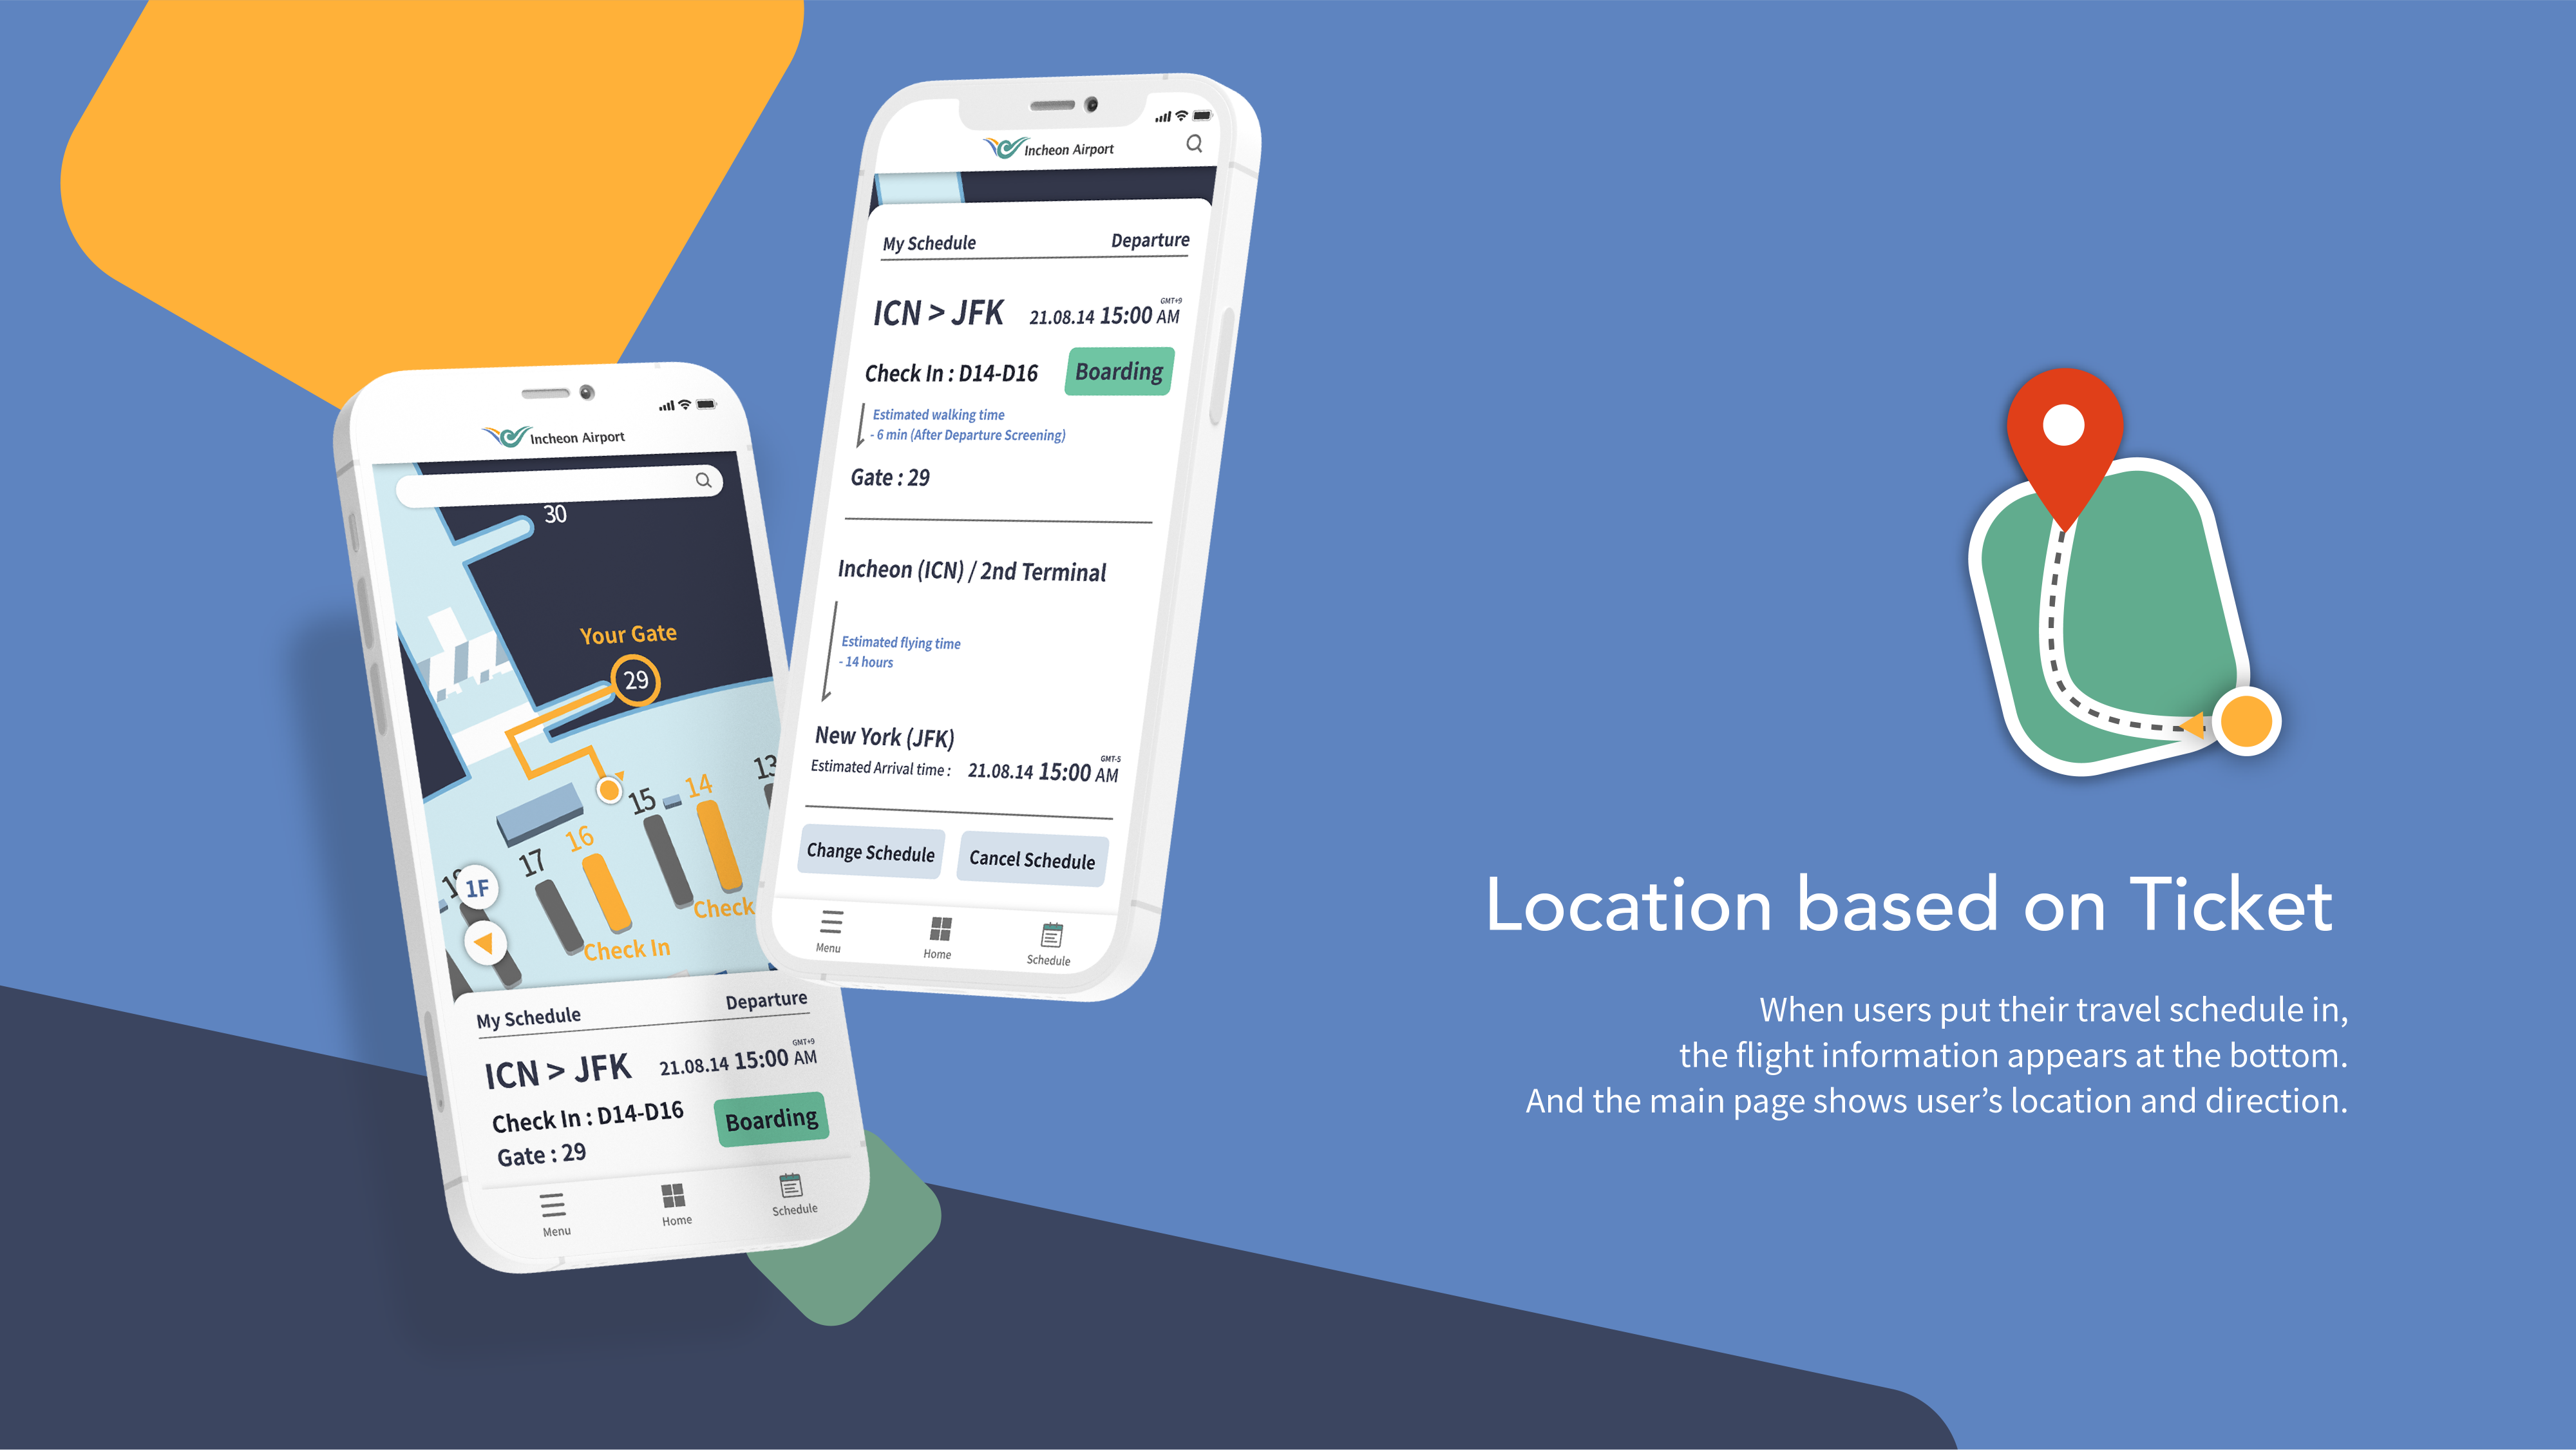 Incheon Airport
30
Your Gate
29
13
15
14
17
16
1F
Check
Check In
My Schedule
Departure
ICN > JFK
21.08.14 15:00 AM
GMT+9
Check In : D14-D16
Boarding
Gate : 29
Menu
Home
Schedule
Incheon Airport
My Schedule
Departure
ICN > JFK
21.08.14 15:00 AM
GMT+9
Check In : D14-D16
Boarding
Estimated walking time
- 6 min (After Departure Screening)
Gate : 29
Incheon (ICN) / 2nd Terminal
Estimated flying time
- 14 hours
New York (JFK)
Estimated Arrival time :
21.08.14 15:00 AM
GMT-5
Change Schedule
Cancel Schedule
Menu
Home
Schedule
Location based on Ticket
When users put their travel schedule in,
the flight information appears at the bottom.
And the main page shows user’s location and direction.